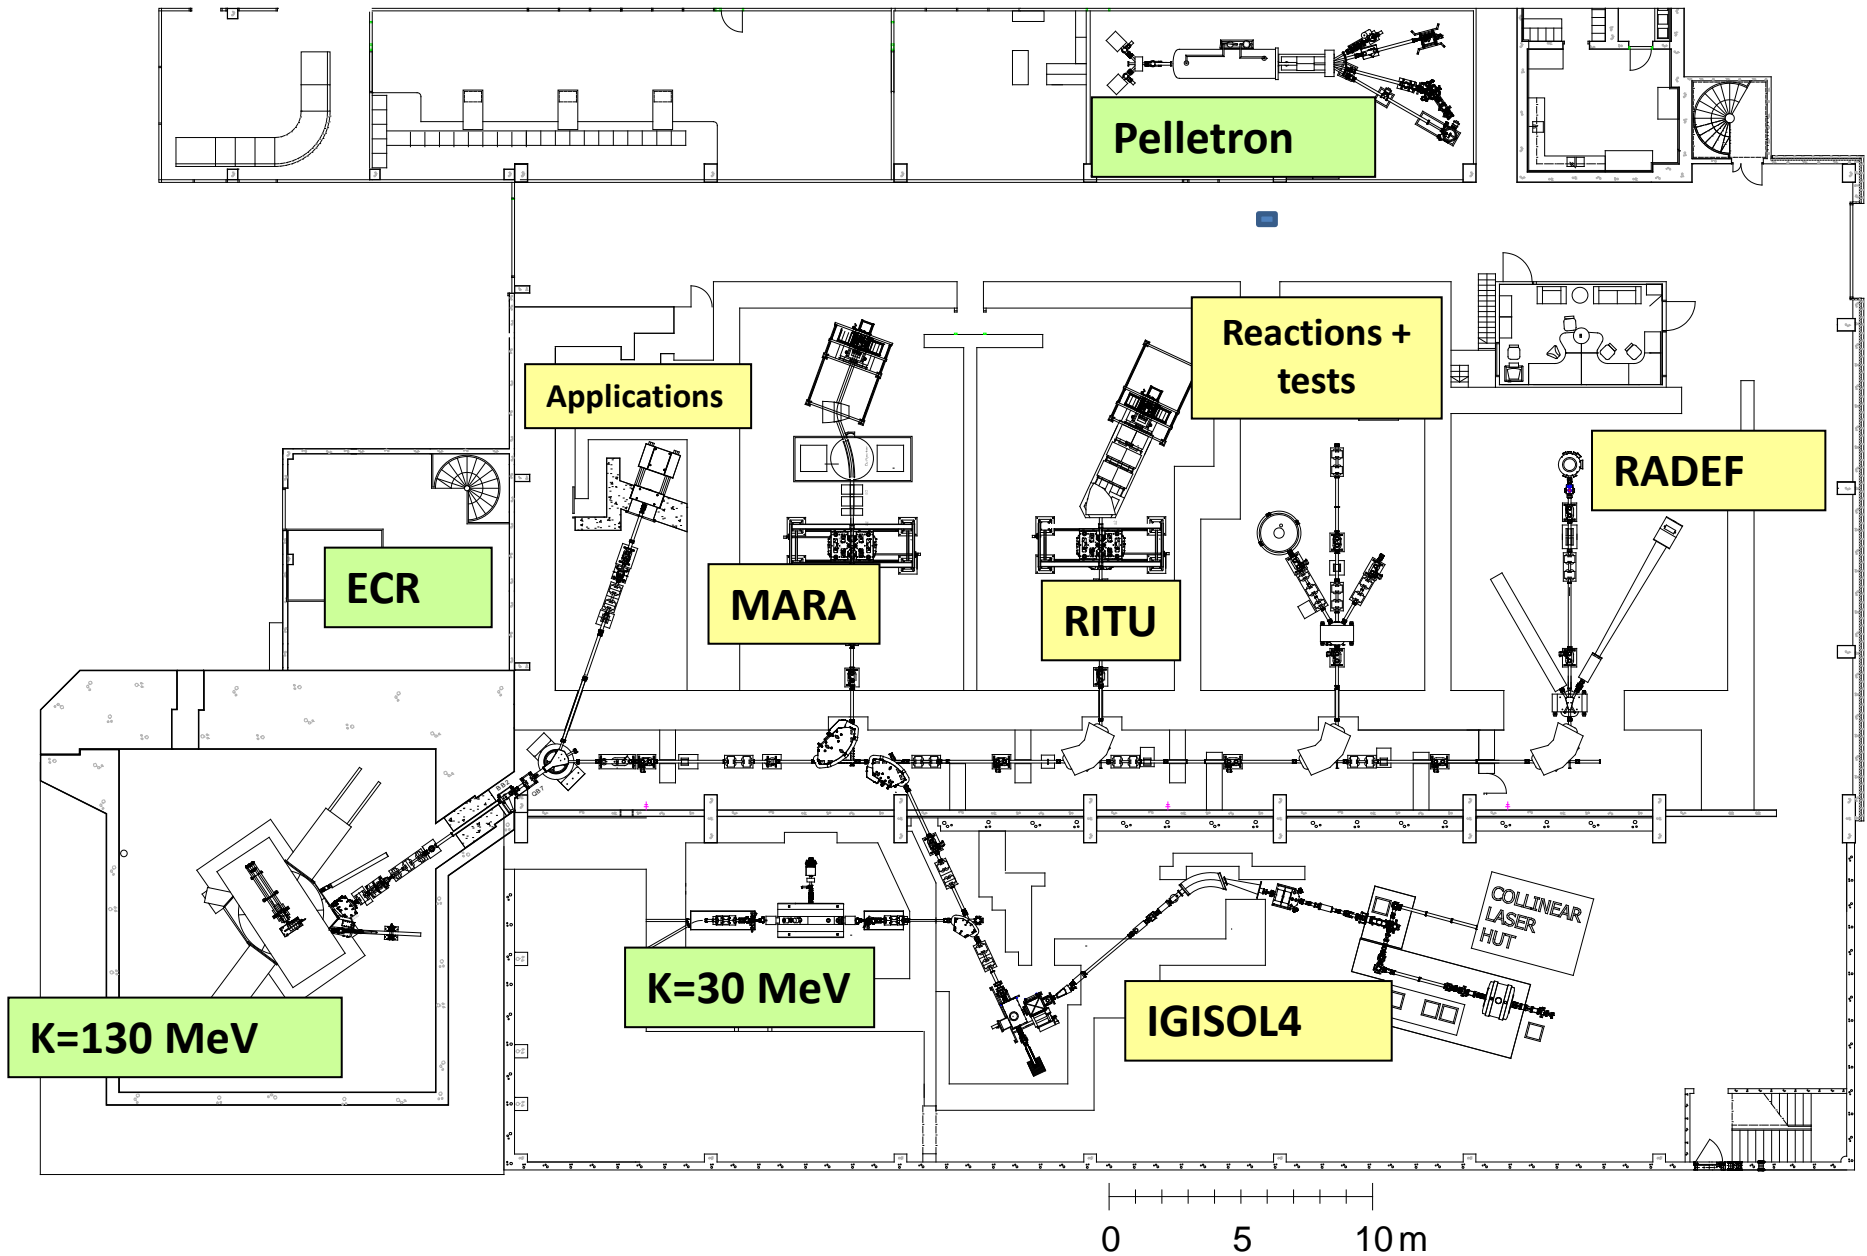 Pelletron
Reactions +
tests
Applications
RADEF
ECR
MARA
RITU
COLLINEAR
LASER
HUT
K=30 MeV
IGISOL4
K=130 MeV
0 5 10 m